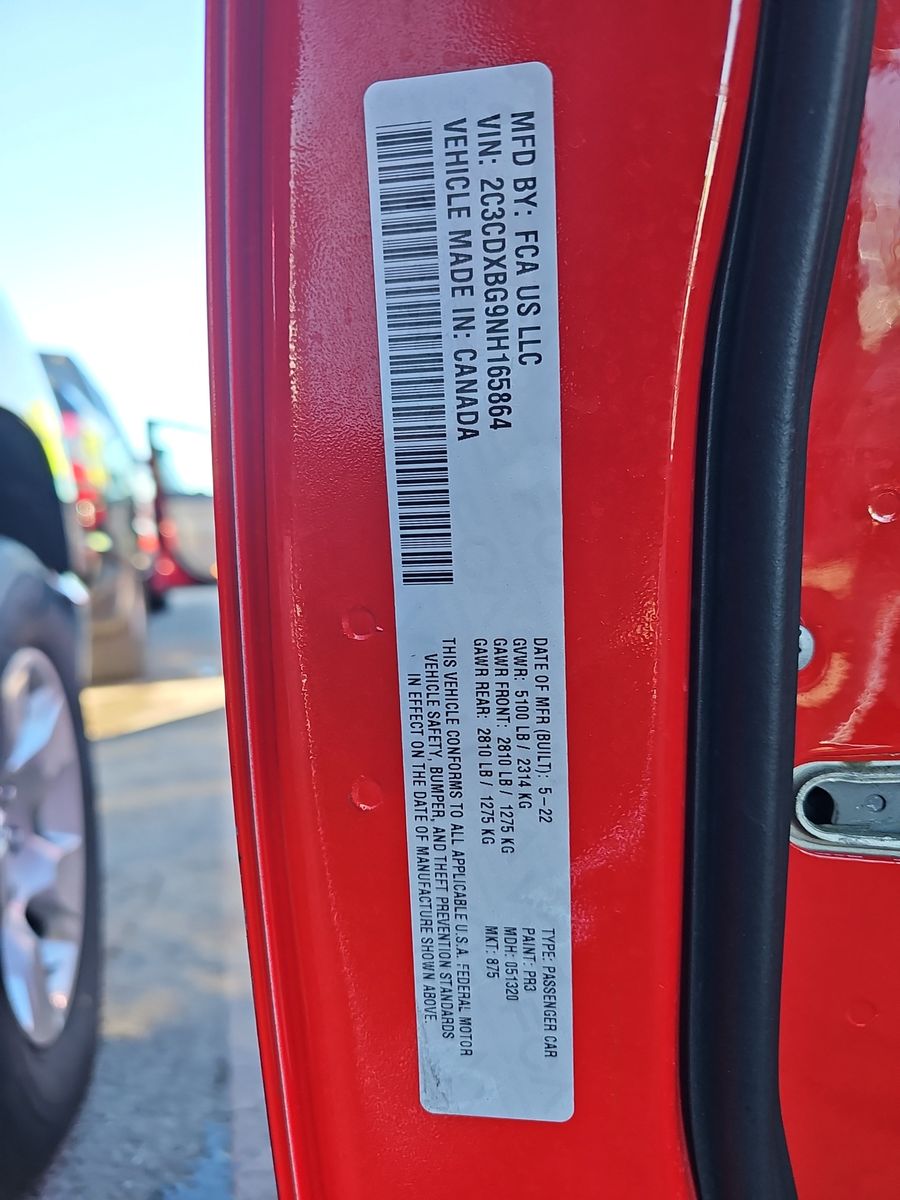 MFD BY: FCA US LLC
VIN: 2C3CDXBG9NH165864
VEHICLE MADE IN: CANADA
DATE OF MFR (BUILT): 5-22
GVWR: 5100 LB / 2314 KG
GAWR FRONT: 2810 LB / 1275 KG
GAWR REAR: 2810 LB / 1275 KG
TYPE: PASSENGER CAR
PAINT: PR3
MDH: 051320
MKT: 875
THIS VEHICLE CONFORMS TO ALL APPLICABLE U.S.A. FEDERAL MOTOR
VEHICLE SAFETY, BUMPER, AND THEFT PREVENTION STANDARDS
IN EFFECT ON THE DATE OF MANUFACTURE SHOWN ABOVE.